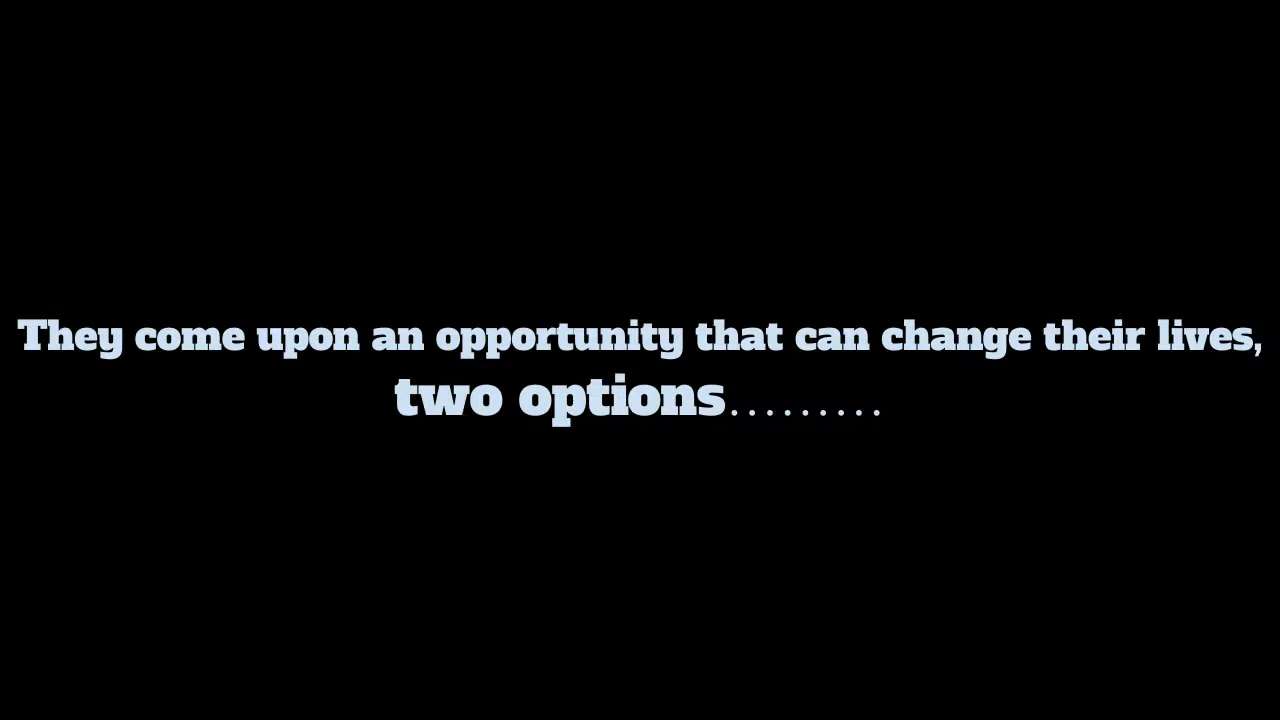 They come upon an opportunity that can change their lives,
two options.........